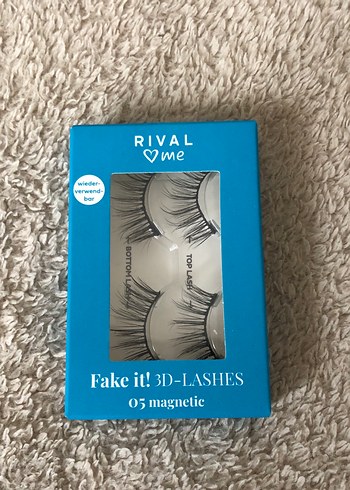 RIVAL
♡me
wieder-
verwend-
bar
BOTTOM LASH
TOP LASH
Fake it! 3D-LASHES
05 magnetic